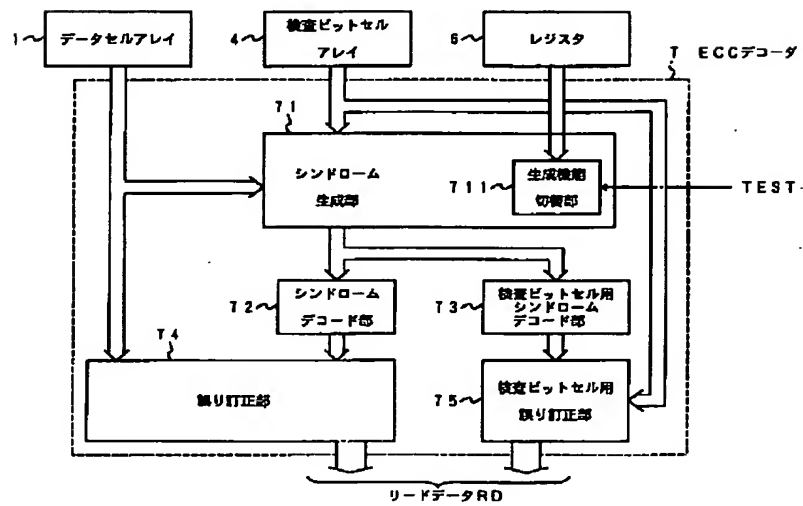 1
データセルアレイ
4
検査ビットセル
アレイ
6
レジスタ
7 ECCデコーダ
71
シンドローム
生成部
711
生成機能
切替部
TEST
72
シンドローム
デコード部
73
検査ビットセル用
シンドローム
デコード部
74
誤り訂正部
75
検査ビットセル用
誤り訂正部
リードデータRD